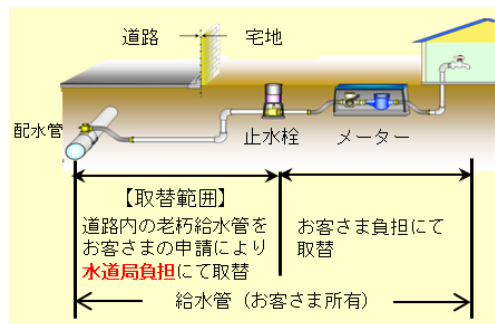 道路
宅地
配水管
止水栓
メーター
【取替範囲】
道路内の老朽給水管を
お客さまの申請により
水道局負担にて取替
お客さま負担にて
取替
給水管（お客さま所有）